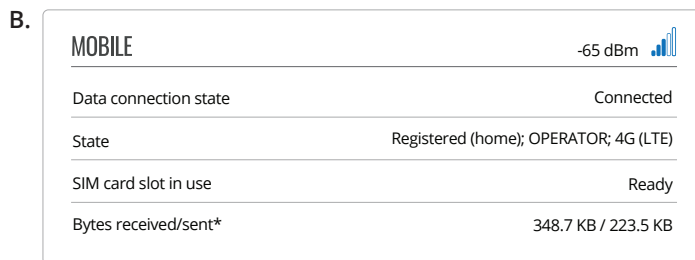 B.
MOBILE -65 dBm
Data connection state Connected
State Registered (home); OPERATOR; 4G (LTE)
SIM card slot in use Ready
Bytes received/sent* 348.7 KB / 223.5 KB